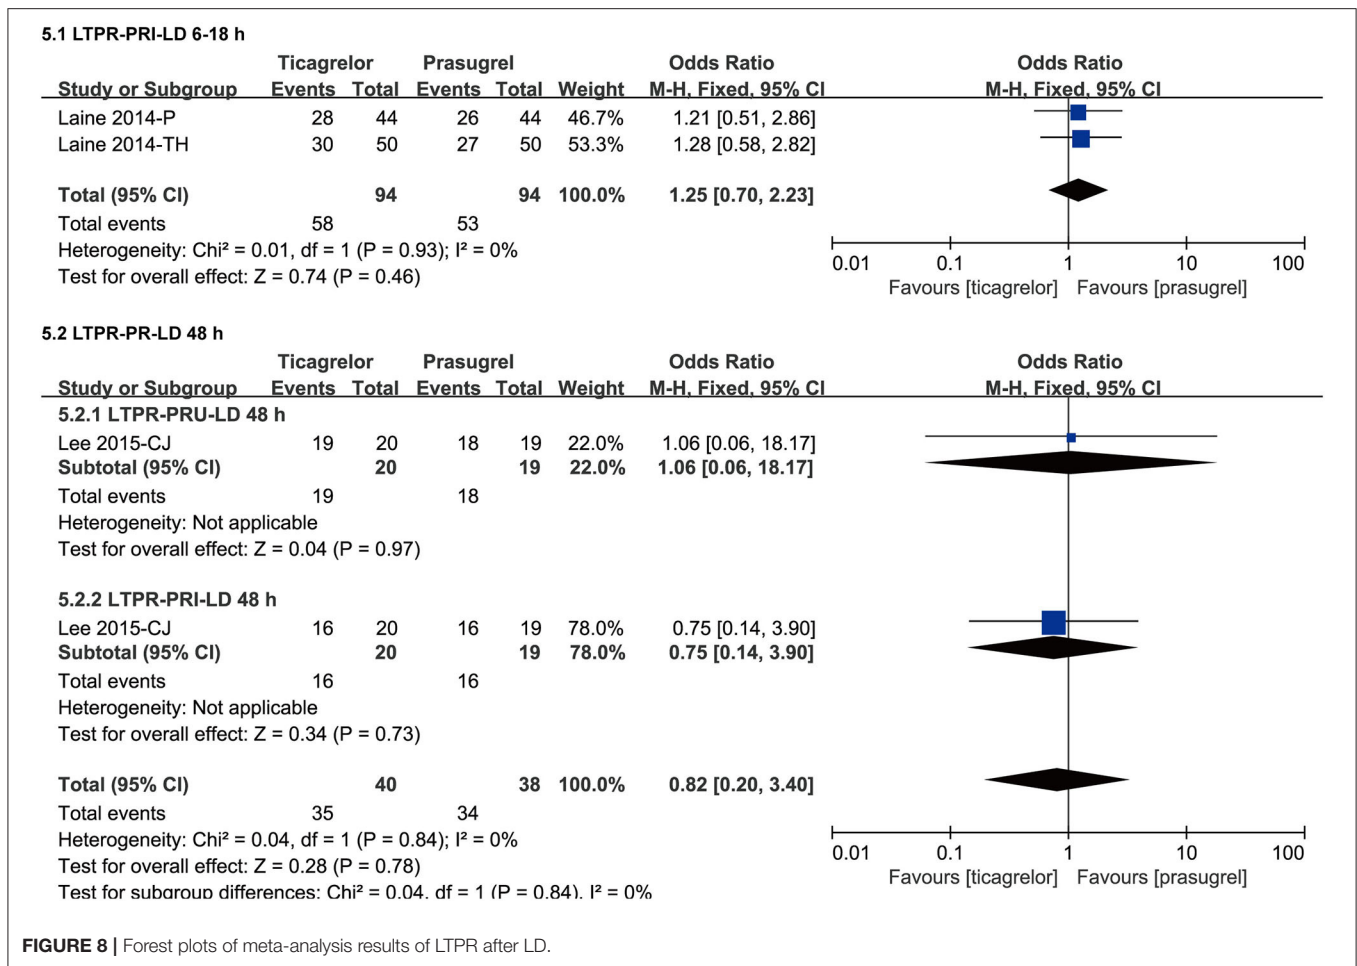 5.1 LTPR-PRI-LD 6-18 h
Ticagrelor Prasugrel Odds Ratio Odds Ratio
Study or Subgroup Events Total Events Total Weight M-H, Fixed, 95% CI M-H, Fixed, 95% CI
Laine 2014-P 28 44 26 44 46.7% 1.21 [0.51, 2.86]
Laine 2014-TH 30 50 27 50 53.3% 1.28 [0.58, 2.82]
Total (95% CI) 94 94 100.0% 1.25 [0.70, 2.23]
Total events 58 53
Heterogeneity: Chi² = 0.01, df = 1 (P = 0.93); I² = 0%
Test for overall effect: Z = 0.74 (P = 0.46)
0.01 0.1 1 10 100
Favours [ticagrelor] Favours [prasugrel]
5.2 LTPR-PR-LD 48 h
Ticagrelor Prasugrel Odds Ratio Odds Ratio
Study or Subgroup Events Total Events Total Weight M-H, Fixed, 95% CI M-H, Fixed, 95% CI
5.2.1 LTPR-PRU-LD 48 h
Lee 2015-CJ 19 20 18 19 22.0% 1.06 [0.06, 18.17]
Subtotal (95% CI) 20 19 22.0% 1.06 [0.06, 18.17]
Total events 19 18
Heterogeneity: Not applicable
Test for overall effect: Z = 0.04 (P = 0.97)
5.2.2 LTPR-PRI-LD 48 h
Lee 2015-CJ 16 20 16 19 78.0% 0.75 [0.14, 3.90]
Subtotal (95% CI) 20 19 78.0% 0.75 [0.14, 3.90]
Total events 16 16
Heterogeneity: Not applicable
Test for overall effect: Z = 0.34 (P = 0.73)
Total (95% CI) 40 38 100.0% 0.82 [0.20, 3.40]
Total events 35 34
Heterogeneity: Chi² = 0.04, df = 1 (P = 0.84); I² = 0%
Test for overall effect: Z = 0.28 (P = 0.78)
Test for subgroup differences: Chi² = 0.04, df = 1 (P = 0.84), I² = 0%
0.01 0.1 1 10 100
Favours [ticagrelor] Favours [prasugrel]
FIGURE 8 | Forest plots of meta-analysis results of LTPR after LD.